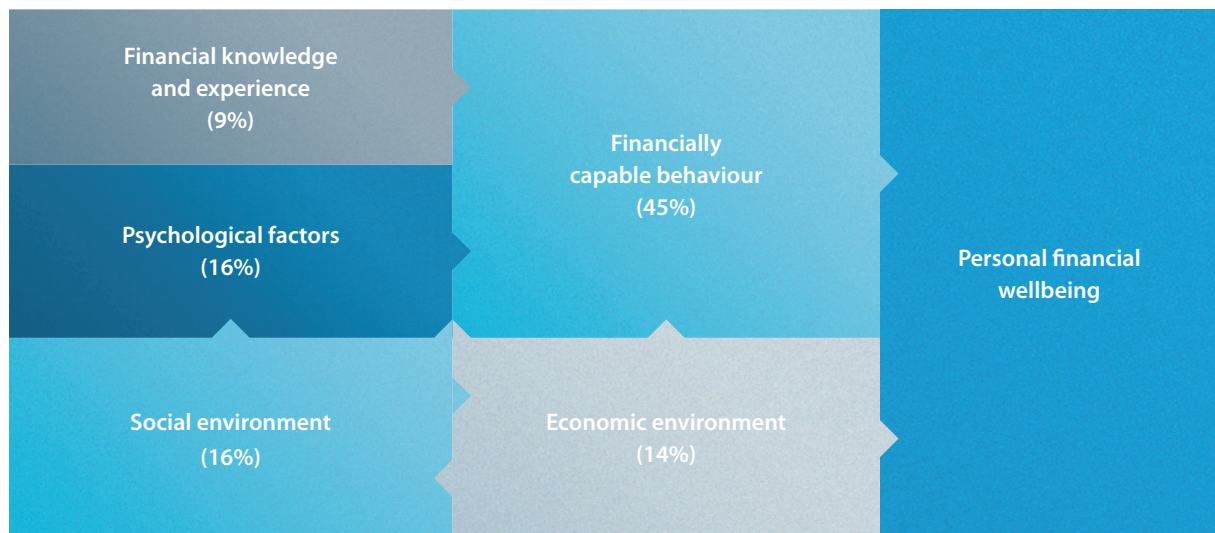 Financial knowledge
and experience
(9%)
Psychological factors
(16%)
Social environment
(16%)
Financially
capable behaviour
(45%)
Economic environment
(14%)
Personal financial
wellbeing